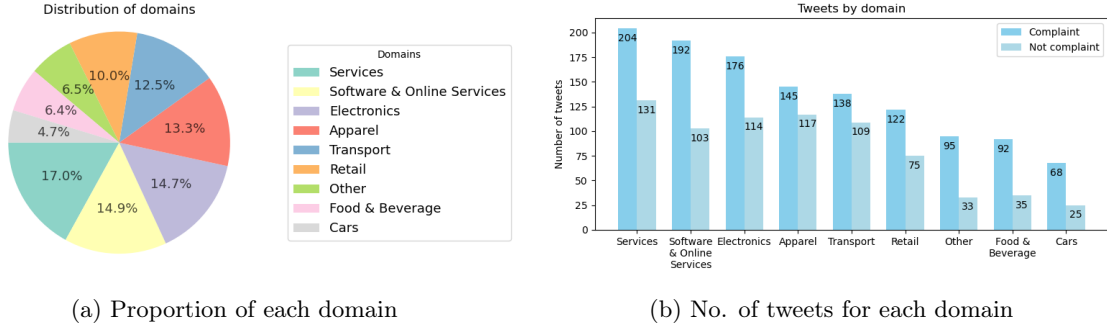 Distribution of domains
10.0%
12.5%
6.5%
13.3%
6.4%
4.7%
17.0%
14.7%
14.9%
Domains
Services
Software & Online Services
Electronics
Apparel
Transport
Retail
Other
Food & Beverage
Cars
(a) Proportion of each domain
Tweets by domain
Complaint
Not complaint
Number of tweets
200
175
150
125
100
75
50
25
0
204
131
192
103
176
114
145
117
138
109
122
75
95
33
92
35
68
25
Services
Software
& Online
Services
Electronics
Apparel
Transport
Retail
Other
Food &
Beverage
Cars
(b) No. of tweets for each domain